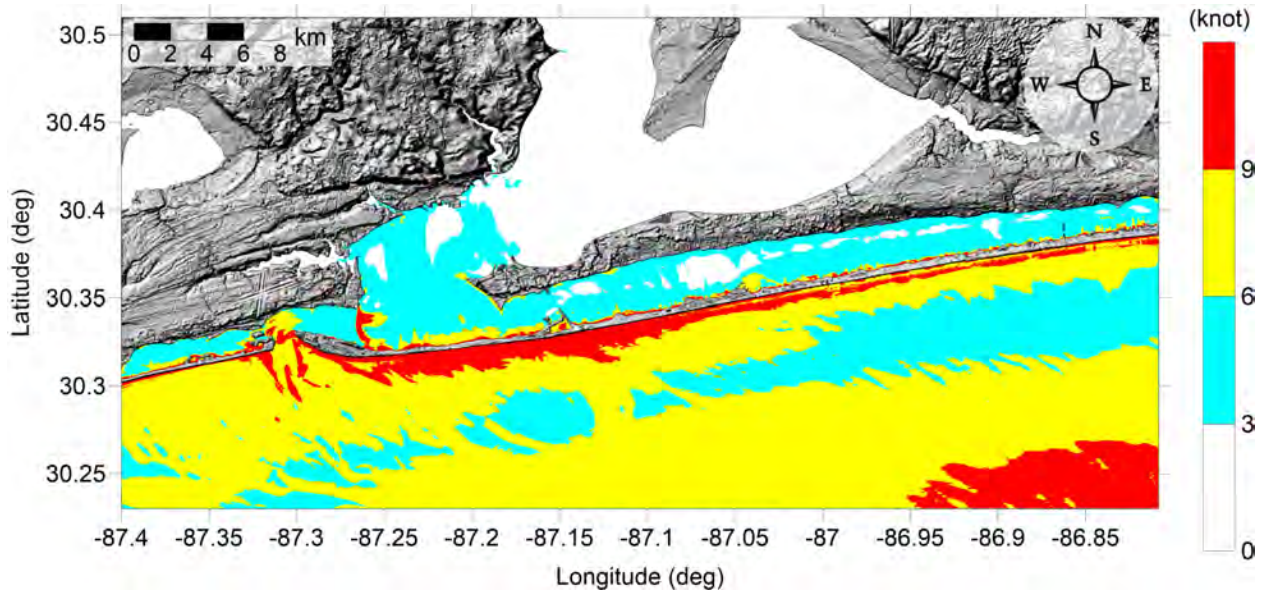 (knot)
30.5
0 2 4 6 8 km
N
W E
S
30.45
9
30.4
Latitude (deg)
6
30.35
30.3
3
30.25
0
-87.4 -87.35 -87.3 -87.25 -87.2 -87.15 -87.1 -87.05 -87 -86.95 -86.9 -86.85
Longitude (deg)